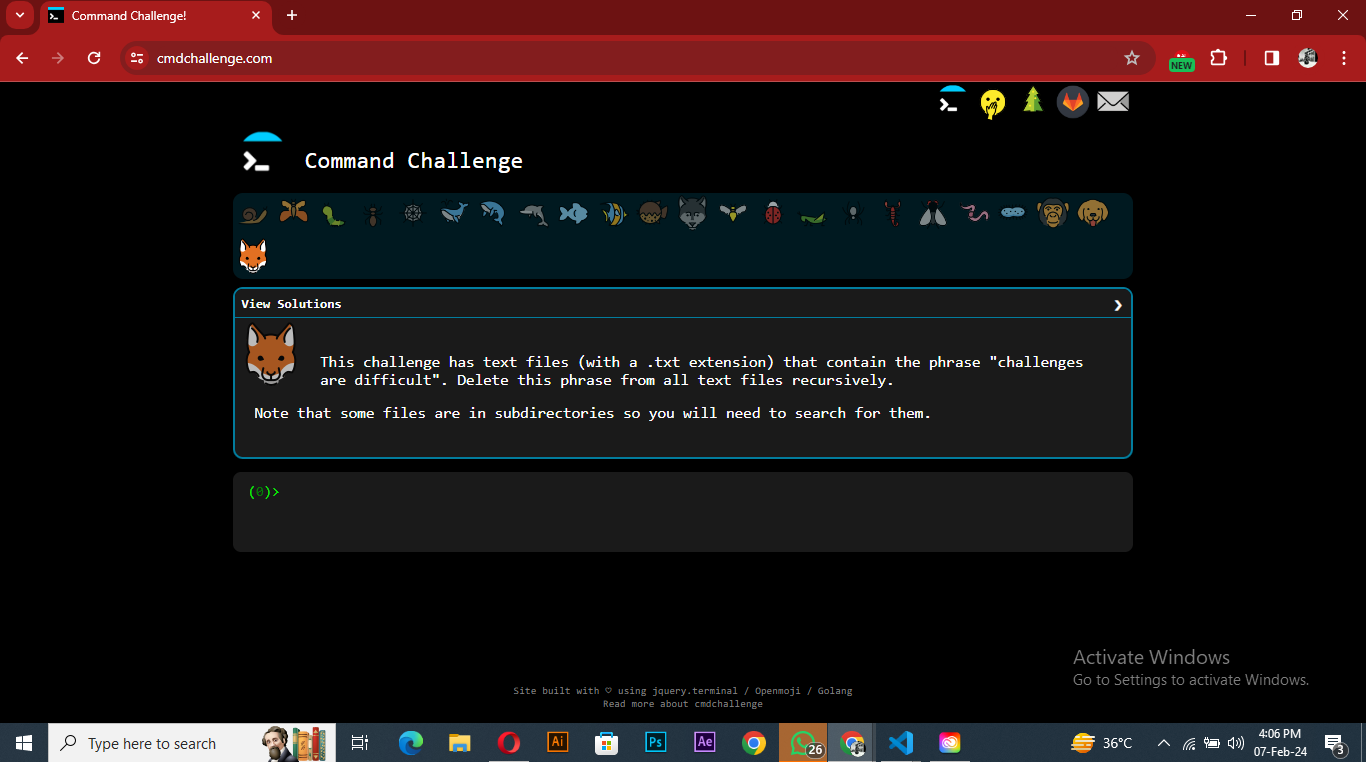 Command Challenge!
cmdchallenge.com
NEW
Command Challenge
View Solutions
This challenge has text files (with a .txt extension) that contain the phrase "challenges
are difficult". Delete this phrase from all text files recursively.
Note that some files are in subdirectories so you will need to search for them.
(0)>
Activate Windows
Go to Settings to activate Windows.
Site built with ♡ using jquery.terminal / Openmoji / Golang
Read more about cmdchallenge
Type here to search
Ai
Ps
Ae
26
36°C
4:06 PM
07-Feb-24
3